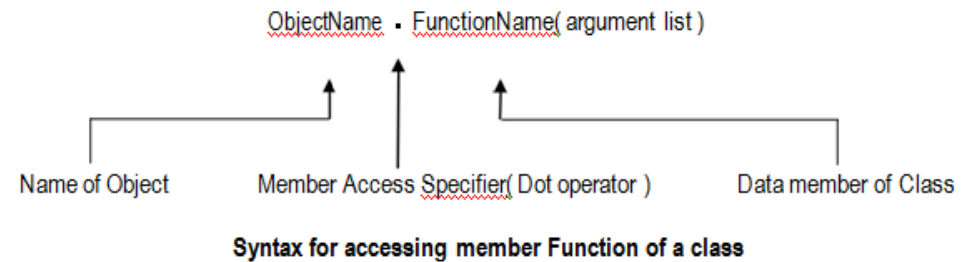 ObjectName . FunctionName( argument list )
Name of Object Member Access Specifier( Dot operator ) Data member of Class
Syntax for accessing member Function of a class